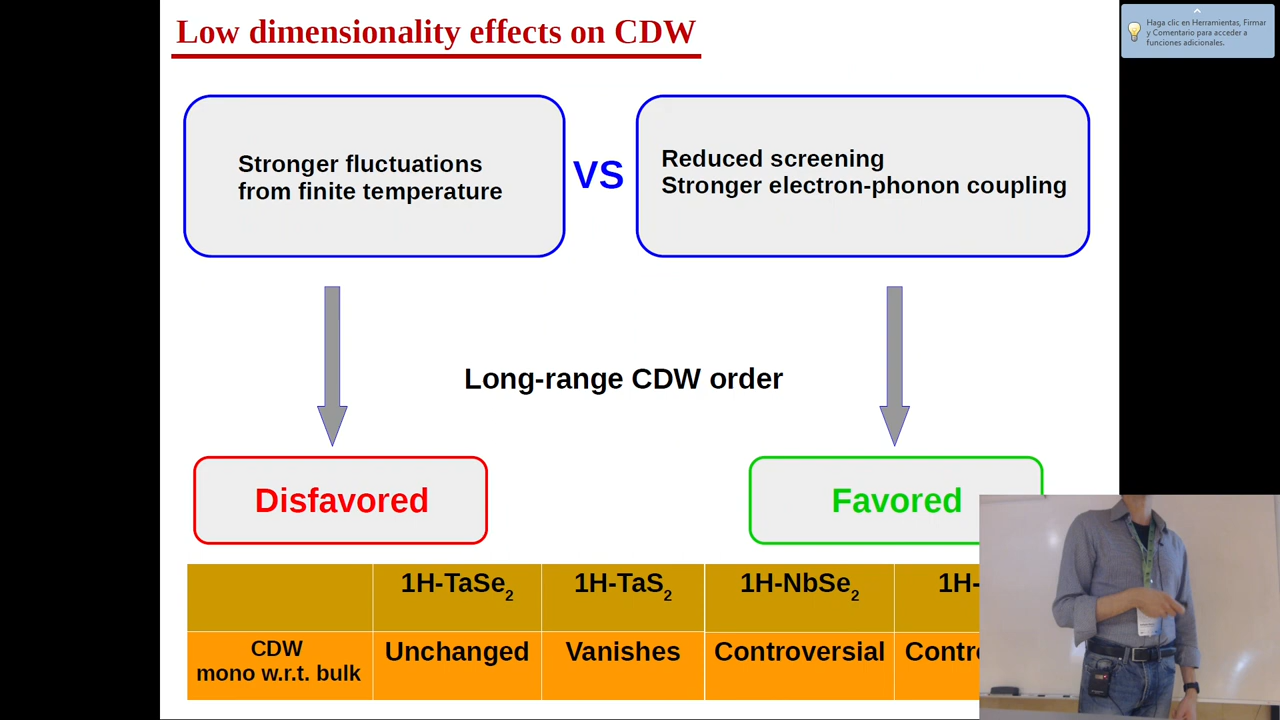 Low dimensionality effects on CDW
Haga clic en Herramientas, Firmar
y Comentario para acceder a
funciones adicionales.
Stronger fluctuations
from finite temperature
VS
Reduced screening
Stronger electron-phonon coupling
Long-range CDW order
Disfavored
Favored
1H-TaSe2 1H-TaS2 1H-NbSe2 1H-
CDW
mono w.r.t. bulk
Unchanged Vanishes Controversial Contro